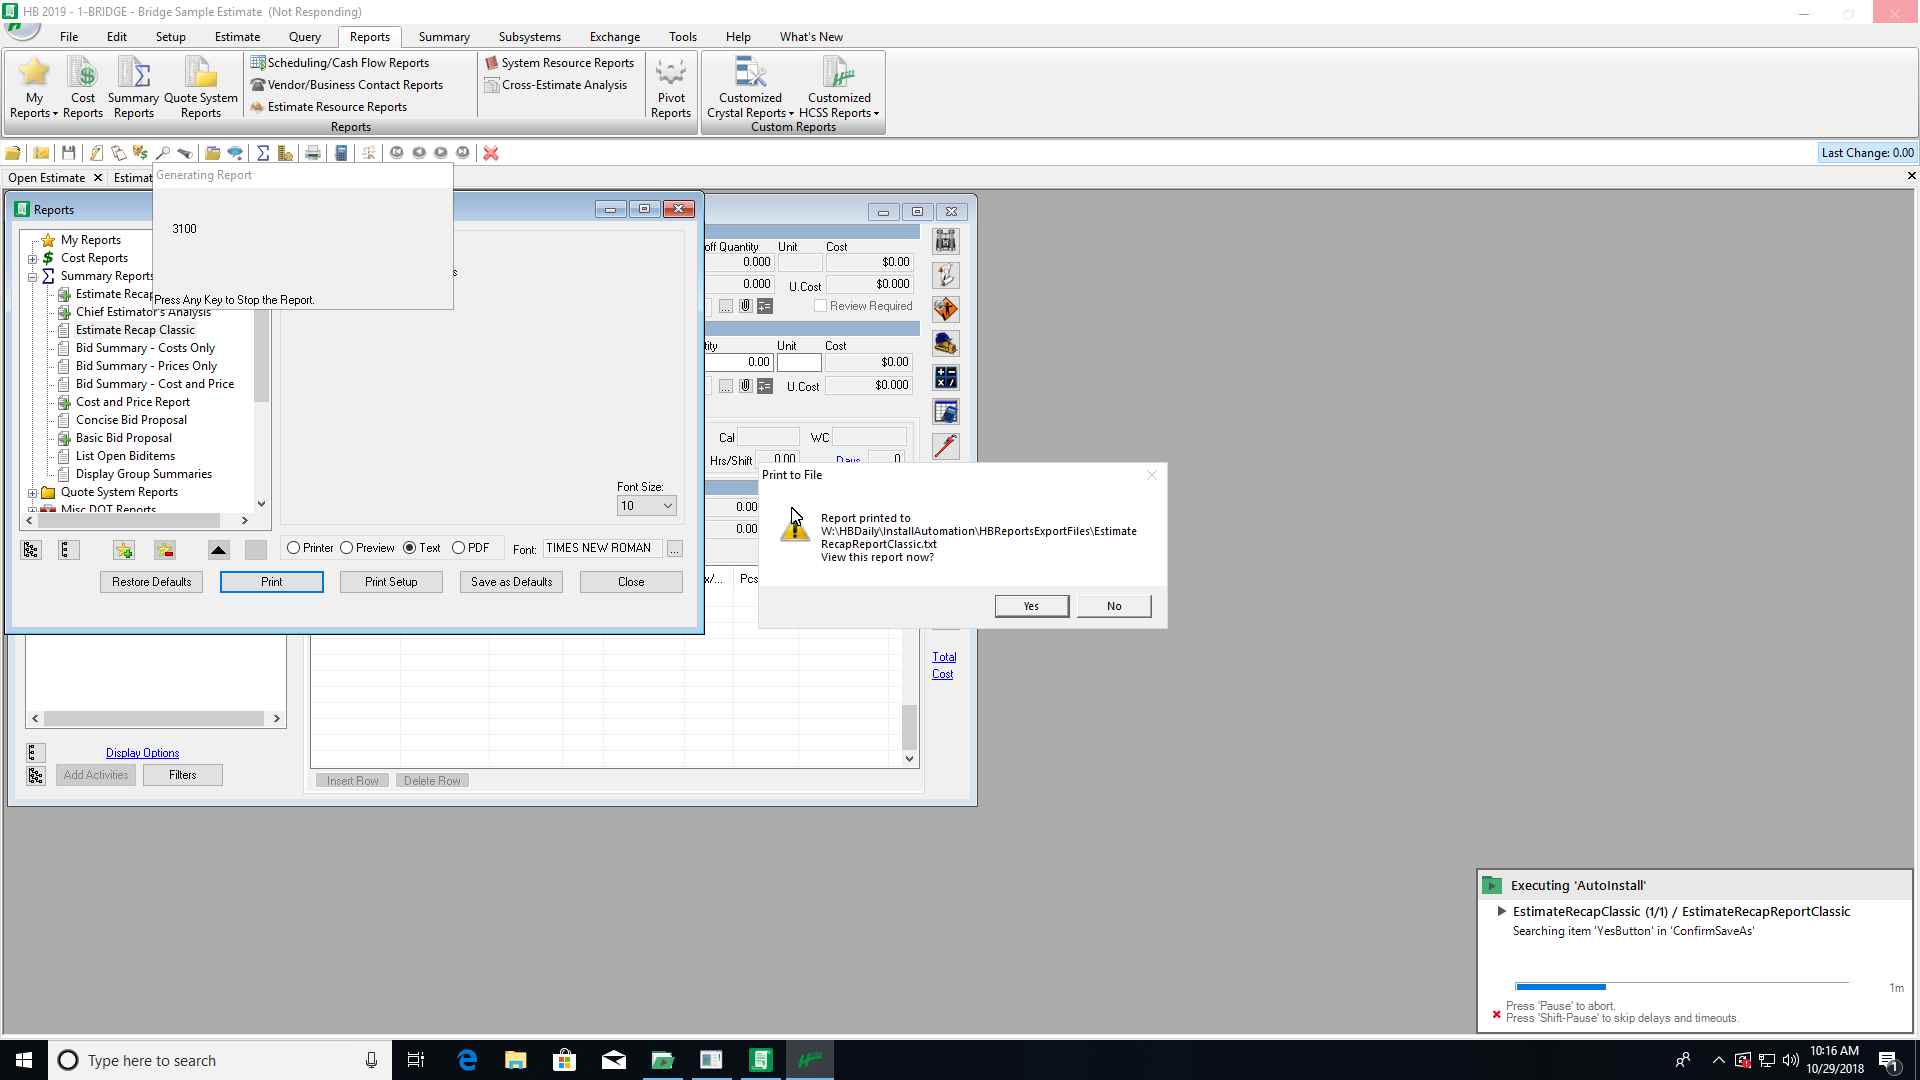 HB 2019 - 1-BRIDGE - Bridge Sample Estimate (Not Responding)
File Edit Setup Estimate Query Reports Summary Subsystems Exchange Tools Help What's New
My Reports
Cost Reports
Summary Reports
Quote System Reports
Scheduling/Cash Flow Reports
Vendor/Business Contact Reports
Estimate Resource Reports
System Resource Reports
Cross-Estimate Analysis
Pivot Reports
Customized Crystal Reports
Customized HCSS Reports
Reports
Custom Reports
Last Change: 0.00
Open Estimate
Estimat
Generating Report
3100
Press Any Key to Stop the Report.
Reports
My Reports
Cost Reports
Summary Reports
Estimate Recap
Chief Estimator's Analysis
Estimate Recap Classic
Bid Summary - Costs Only
Bid Summary - Prices Only
Bid Summary - Cost and Price
Cost and Price Report
Concise Bid Proposal
Basic Bid Proposal
List Open Biditems
Display Group Summaries
Quote System Reports
Misc DOT Reports
s
Font Size:
10
Printer Preview Text PDF Font: TIMES NEW ROMAN ...
Restore Defaults Print Print Setup Save as Defaults Close
off Quantity Unit Cost
0.000 $0.00
0.000 U.Cost $0.000
... Review Required
tity Unit Cost
0.00 $0.00
... U.Cost $0.000
Cal WC
Hrs/Shift 0.00 Days 0
0.00
0.00
x/... Pcs
Print to File
Report printed to
W:\HBDaily\InstallAutomation\HBReportsExportFiles\Estimate
RecapReportClassic.txt
View this report now?
Yes No
Total
Cost
Display Options
Add Activities Filters
Insert Row Delete Row
Executing 'AutoInstall'
EstimateRecapClassic (1/1) / EstimateRecapReportClassic
Searching item 'YesButton' in 'ConfirmSaveAs'
1m
Press 'Pause' to abort.
Press 'Shift-Pause' to skip delays and timeouts.
Type here to search
10:16 AM
10/29/2018
1